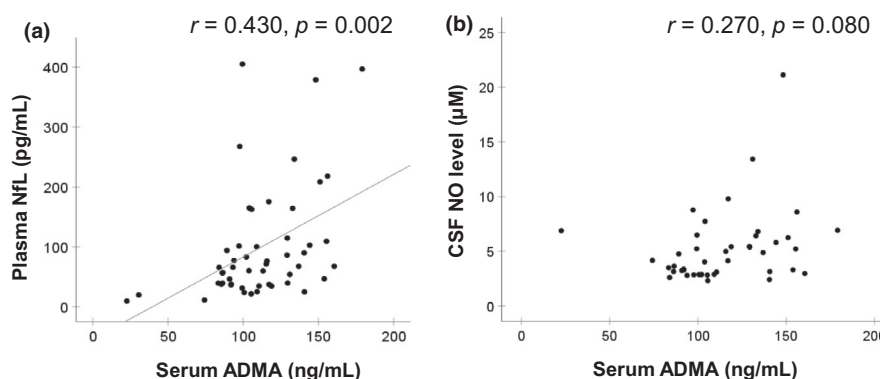 (a)
r = 0.430, p = 0.002
400
300
200
100
0
Plasma NfL (pg/mL)
0 50 100 150 200
Serum ADMA (ng/mL)
(b)
r = 0.270, p = 0.080
25
20
15
10
5
0
CSF NO level (µM)
0 50 100 150 200
Serum ADMA (ng/mL)